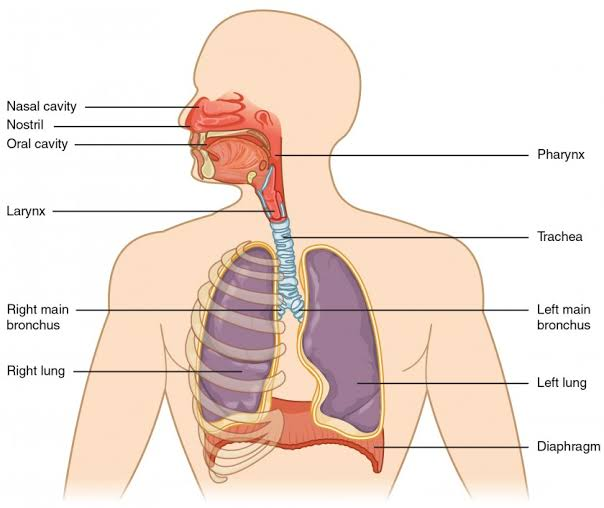 Nasal cavity
Nostril
Oral cavity
Larynx
Right main
bronchus
Right lung
Pharynx
Trachea
Left main
bronchus
Left lung
Diaphragm